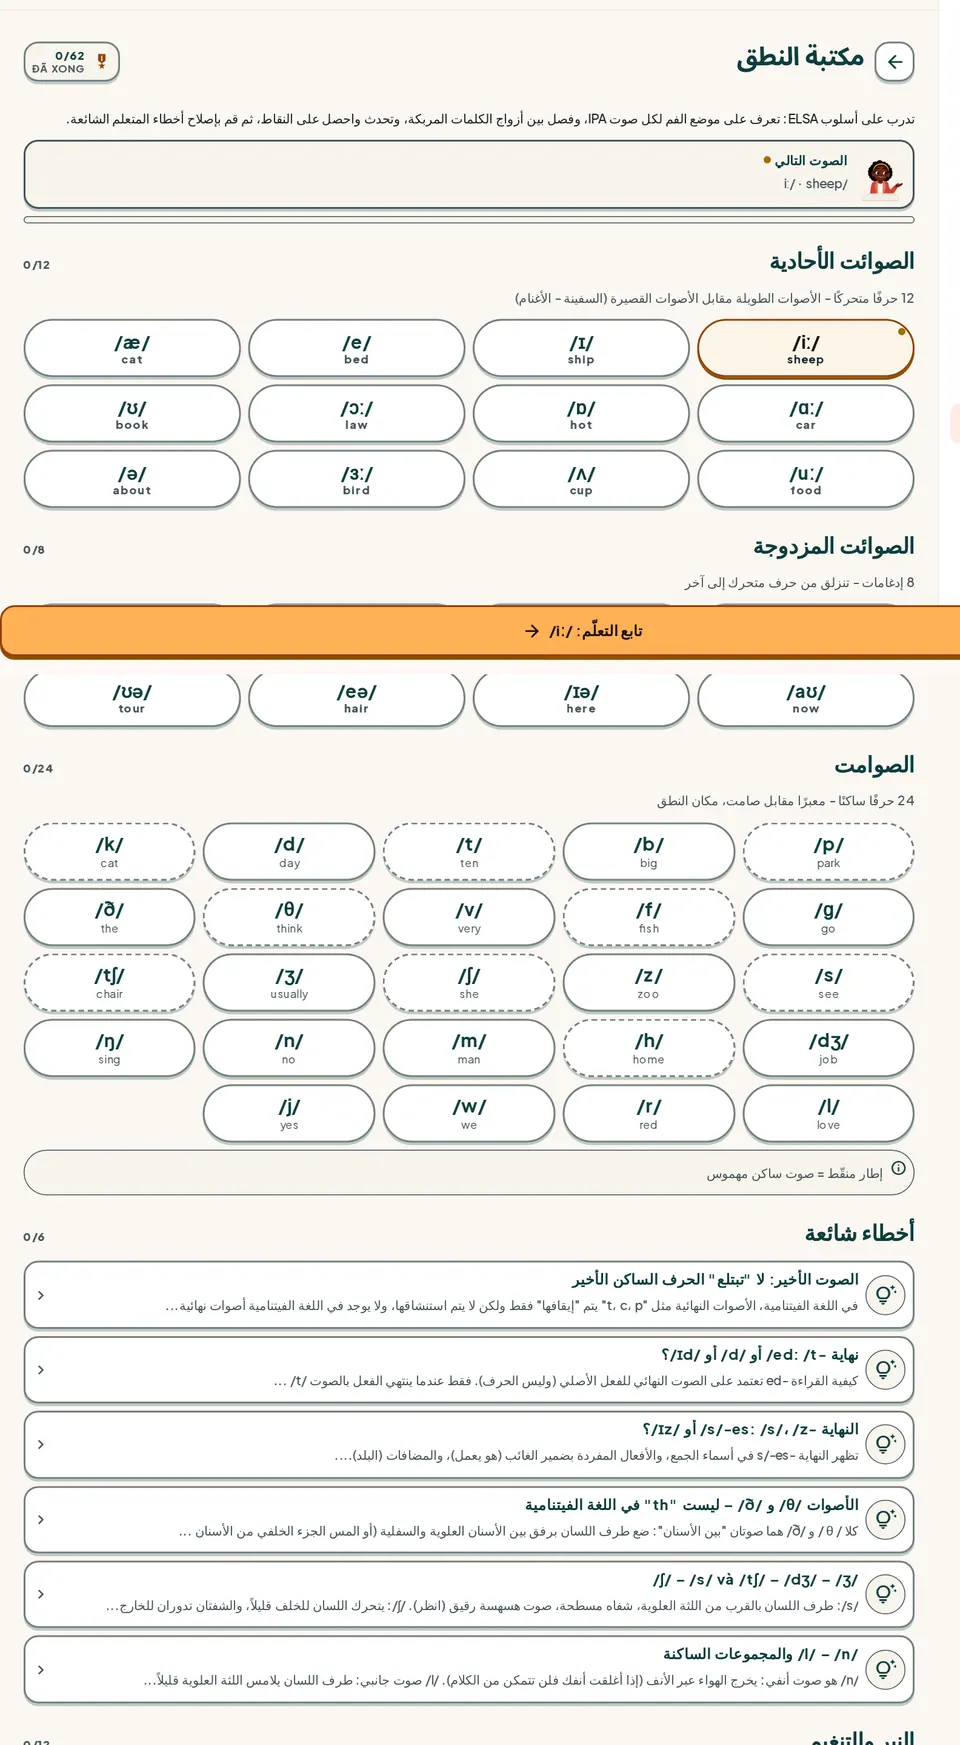 مكتبة النطق
0/62
ĐÃ XONG
تدرب على أسلوب ELSA: تعرف على موضع الفم لكل صوت IPA، وفصل بين أزواج الكلمات المربكة، وتحدث واحصل على النقاط، ثم قم بإصلاح أخطاء المتعلم الشائعة.
الصوت التالي
iː/ · sheep/
الصوائت الأحادية
0/12
12 حرفًا متحركًا - الأصوات الطويلة مقابل الأصوات القصيرة (السفينة - الأغنام)
/iː/ /ɪ/ /e/ /æ/
sheep ship bed cat
/ɑː/ /ɒ/ /ɔː/ /ʊ/
car hot law book
/uː/ /ʌ/ /ɜː/ /ə/
food cup bird about
الصوائت المزدوجة
0/8
8 إدغامات - تنزلق من حرف متحرك إلى آخر
تابع التعلّم: /iː/
/aʊ/ /ɪə/ /eə/ /ʊə/
now here hair tour
الصوامت
0/24
24 حرفًا ساكنًا - معبرًا مقابل صامت، مكان النطق
/p/ /b/ /t/ /d/ /k/
park big ten day cat
/g/ /f/ /v/ /θ/ /ð/
go fish very think the
/s/ /z/ /ʃ/ /ʒ/ /tʃ/
see zoo she usually chair
/dʒ/ /h/ /m/ /n/ /ŋ/
job home man no sing
/l/ /r/ /w/ /j/
love red we yes
إطار منقّط = صوت ساكن مهموس
أخطاء شائعة
0/6
الصوت الأخير: لا "تبتلع" الحرف الساكن الأخير
في اللغة الفيتنامية، الأصوات النهائية مثل "t، c، p" يتم "إيقافها" فقط ولكن لا يتم استنشاقها، ولا يوجد في اللغة الفيتنامية أصوات نهائية...
نهاية -ed: /t/ أو /d/ أو /ɪd/؟
كيفية القراءة -ed تعتمد على الصوت النهائي للفعل الأصلي (وليس الحرف). فقط عندما ينتهي الفعل بالصوت /t/ ...
النهاية -s/-es: /s/، /z/ أو /ɪz/؟
تظهر النهاية -s/-es في أسماء الجمع، والأفعال المفردة بضمير الغائب (هو يعمل)، والمضافات (البلد)....
الأصوات /θ/ و /ð/ - ليست "th" في اللغة الفيتنامية
كلا / θ / و /ð/ هما صوتان "بين الأسنان": ضع طرف اللسان برفق بين الأسنان العلوية والسفلية (أو المس الجزء الخلفي من الأسنان ...
/ʃ/ - /s/ và /tʃ/ - /dʒ/ - /ʒ/
/s/: طرف اللسان بالقرب من اللثة العلوية، شفاه مسطحة، صوت هسهسة رقيق (انظر). /ʃ/: يتحرك اللسان للخلف قليلاً، والشفتان تدوران للخارج...
/n/ - /l/ والمجموعات الساكنة
/n/ هو صوت أنفي: يخرج الهواء عبر الأنف (إذا أغلقت أنفك فلن تتمكن من الكلام). /l/ صوت جانبي: طرف اللسان يلامس اللثة العلوية قليلاً...
النبر والتنغيم
0/12